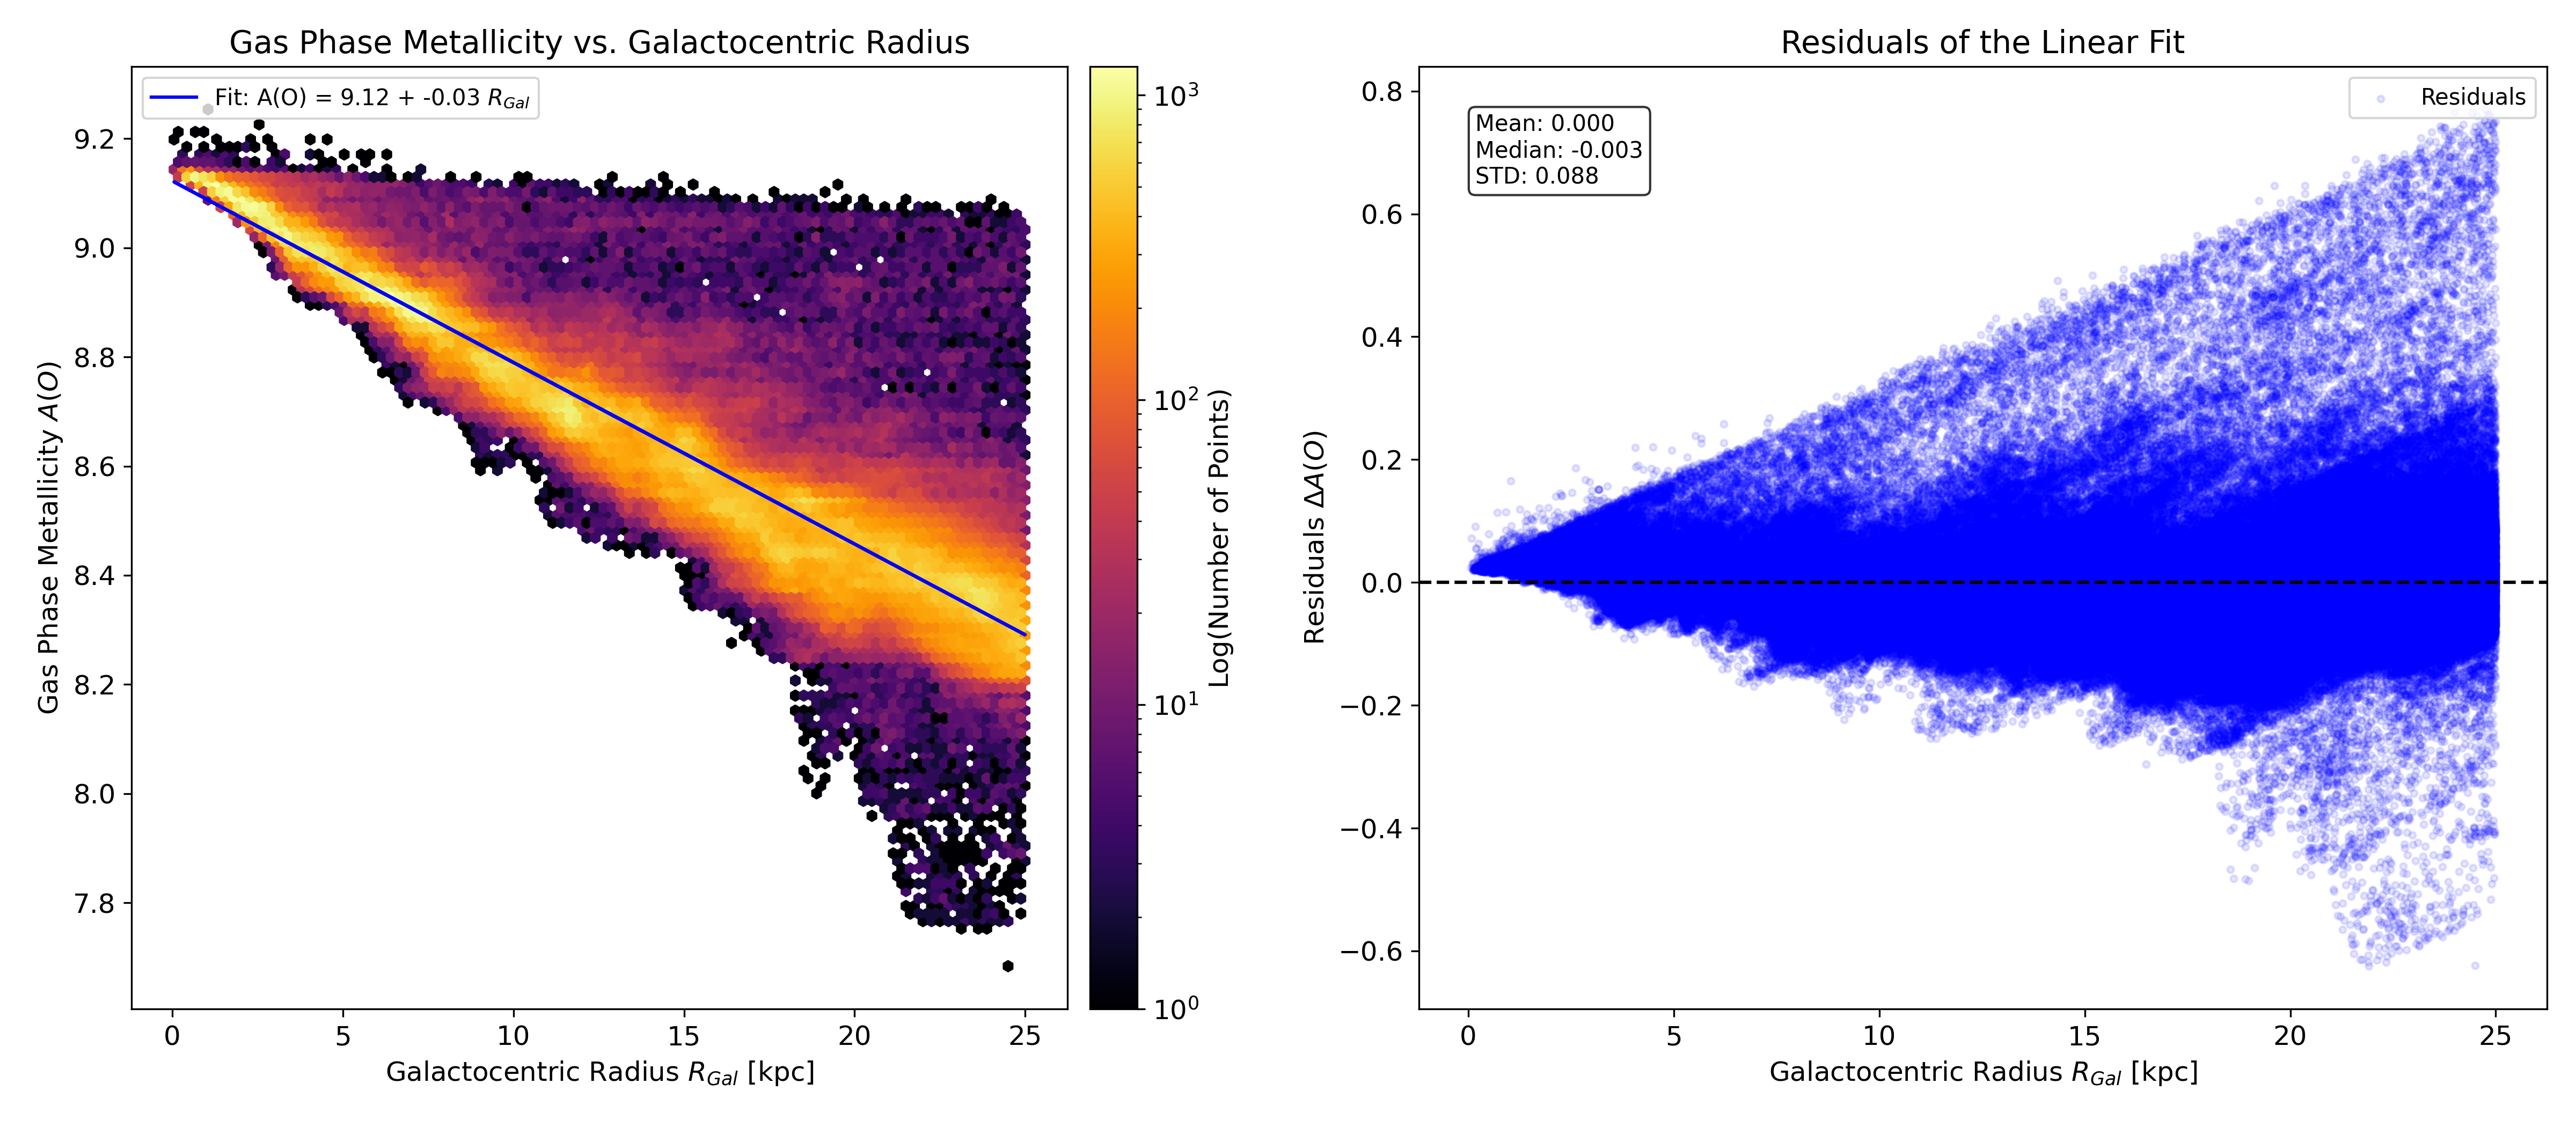 Gas Phase Metallicity vs. Galactocentric Radius
Fit: A(O) = 9.12 + -0.03 R_Gal
Gas Phase Metallicity A(O)
9.2
9.0
8.8
8.6
8.4
8.2
8.0
7.8
0 5 10 15 20 25
Galactocentric Radius R_Gal [kpc]
10^3
10^2
10^1
10^0
Log(Number of Points)
Residuals of the Linear Fit
Residuals
Mean: 0.000
Median: -0.003
STD: 0.088
Residuals ΔA(O)
0.8
0.6
0.4
0.2
0.0
−0.2
−0.4
−0.6
0 5 10 15 20 25
Galactocentric Radius R_Gal [kpc]